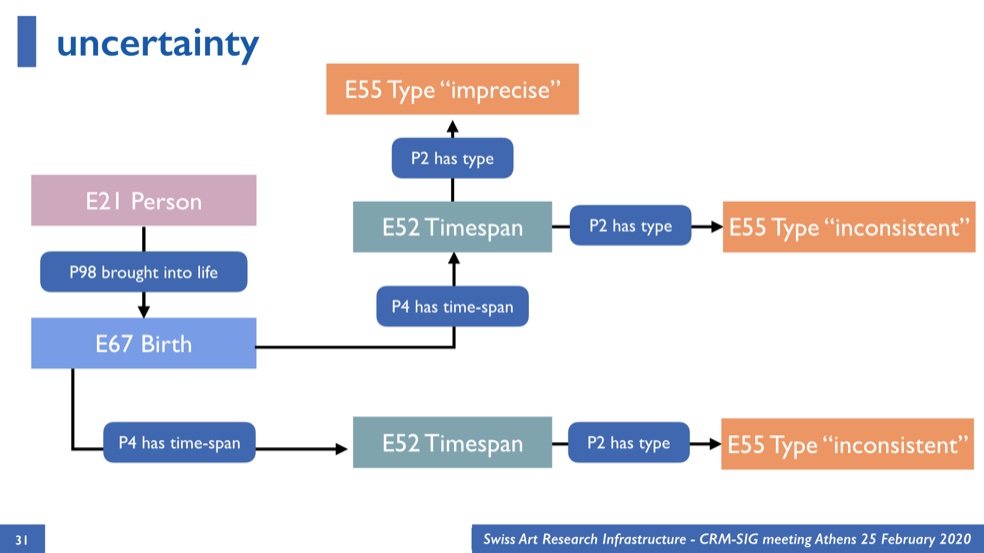 uncertainty
E55 Type “imprecise”
P2 has type
E21 Person
E52 Timespan
P2 has type
E55 Type “inconsistent”
P98 brought into life
P4 has time-span
E67 Birth
P4 has time-span
E52 Timespan
P2 has type
E55 Type “inconsistent”
31
Swiss Art Research Infrastructure - CRM-SIG meeting Athens 25 February 2020